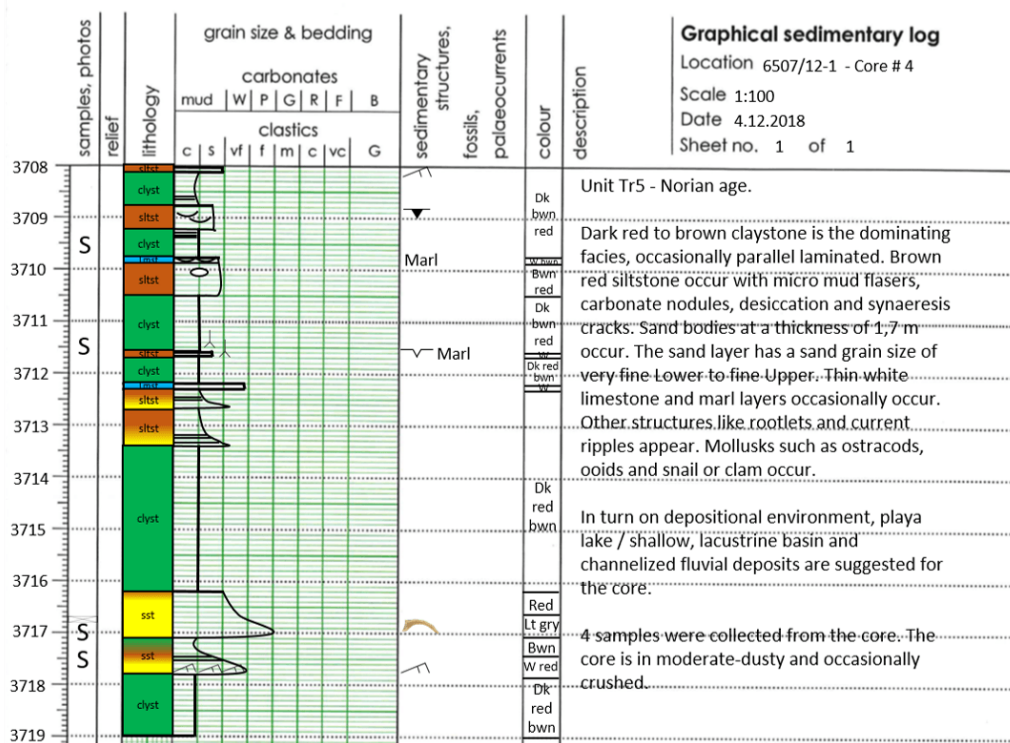 grain size & bedding
carbonates
mud W P G R F B
clastics
c s vf f m c vc G
samples, photos
relief
lithology
sedimentary structures,
fossils,
palaeocurrents
colour
description
Graphical sedimentary log
Location 6507/12-1 - Core # 4
Scale 1:100
Date 4.12.2018
Sheet no. 1 of 1
3708
3709
3710
3711
3712
3713
3714
3715
3716
3717
3718
3719
S
S
S
S
sltst
clyst
sltst
clyst
Lmst
sltst
clyst
sltst
clyst
Lmst
sltst
sltst
clyst
sst
sst
clyst
Marl
Marl
Dk
bwn
red
W bwn
Bwn
red
Dk
bwn
red
W
Dk red
bwn
W
Dk
red
bwn
Red
Lt gry
Bwn
W red
Dk
red
bwn
Unit Tr5 - Norian age.
Dark red to brown claystone is the dominating
facies, occasionally parallel laminated. Brown
red siltstone occur with micro mud flasers,
carbonate nodules, desiccation and synaeresis
cracks. Sand bodies at a thickness of 1,7 m
occur. The sand layer has a sand grain size of
very fine Lower to fine Upper. Thin white
limestone and marl layers occasionally occur.
Other structures like rootlets and current
ripples appear. Mollusks such as ostracods,
ooids and snail or clam occur.
In turn on depositional environment, playa
lake / shallow, lacustrine basin and
channelized fluvial deposits are suggested for
the core.
4 samples were collected from the core. The
core is in moderate-dusty and occasionally
crushed.